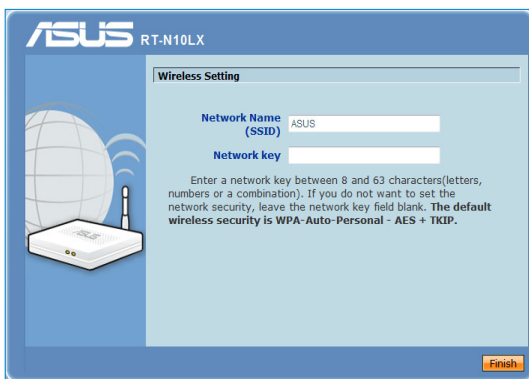 ASUS RT-N10LX
Wireless Setting
Network Name
(SSID)
ASUS
Network key
Enter a network key between 8 and 63 characters(letters,
numbers or a combination). If you do not want to set the
network security, leave the network key field blank. The default
wireless security is WPA-Auto-Personal - AES + TKIP.
ASUS
Finish